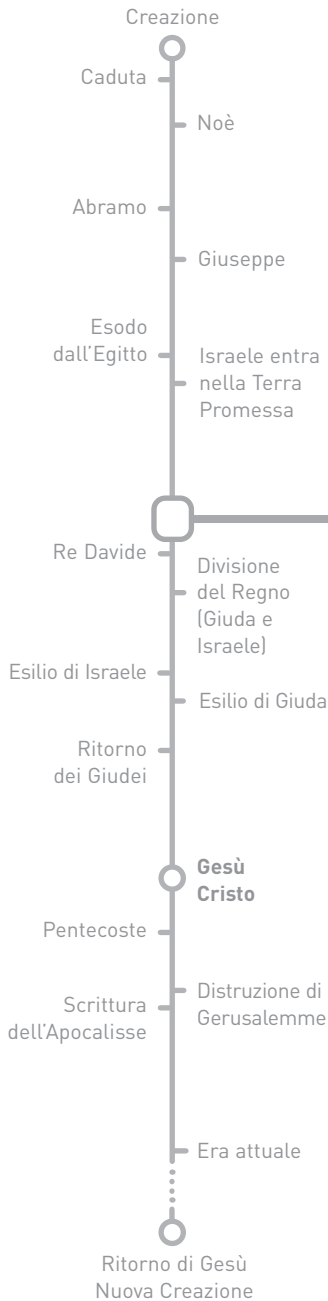 Creazione
Caduta
Noè
Abramo
Giuseppe
Esodo
dall'Egitto
Israele entra
nella Terra
Promessa
Re Davide
Divisione
del Regno
(Giuda e
Israele)
Esilio di Israele
Esilio di Giuda
Ritorno
dei Giudei
Gesù
Cristo
Pentecoste
Distruzione di
Gerusalemme
Scrittura
dell'Apocalisse
Era attuale
Ritorno di Gesù
Nuova Creazione